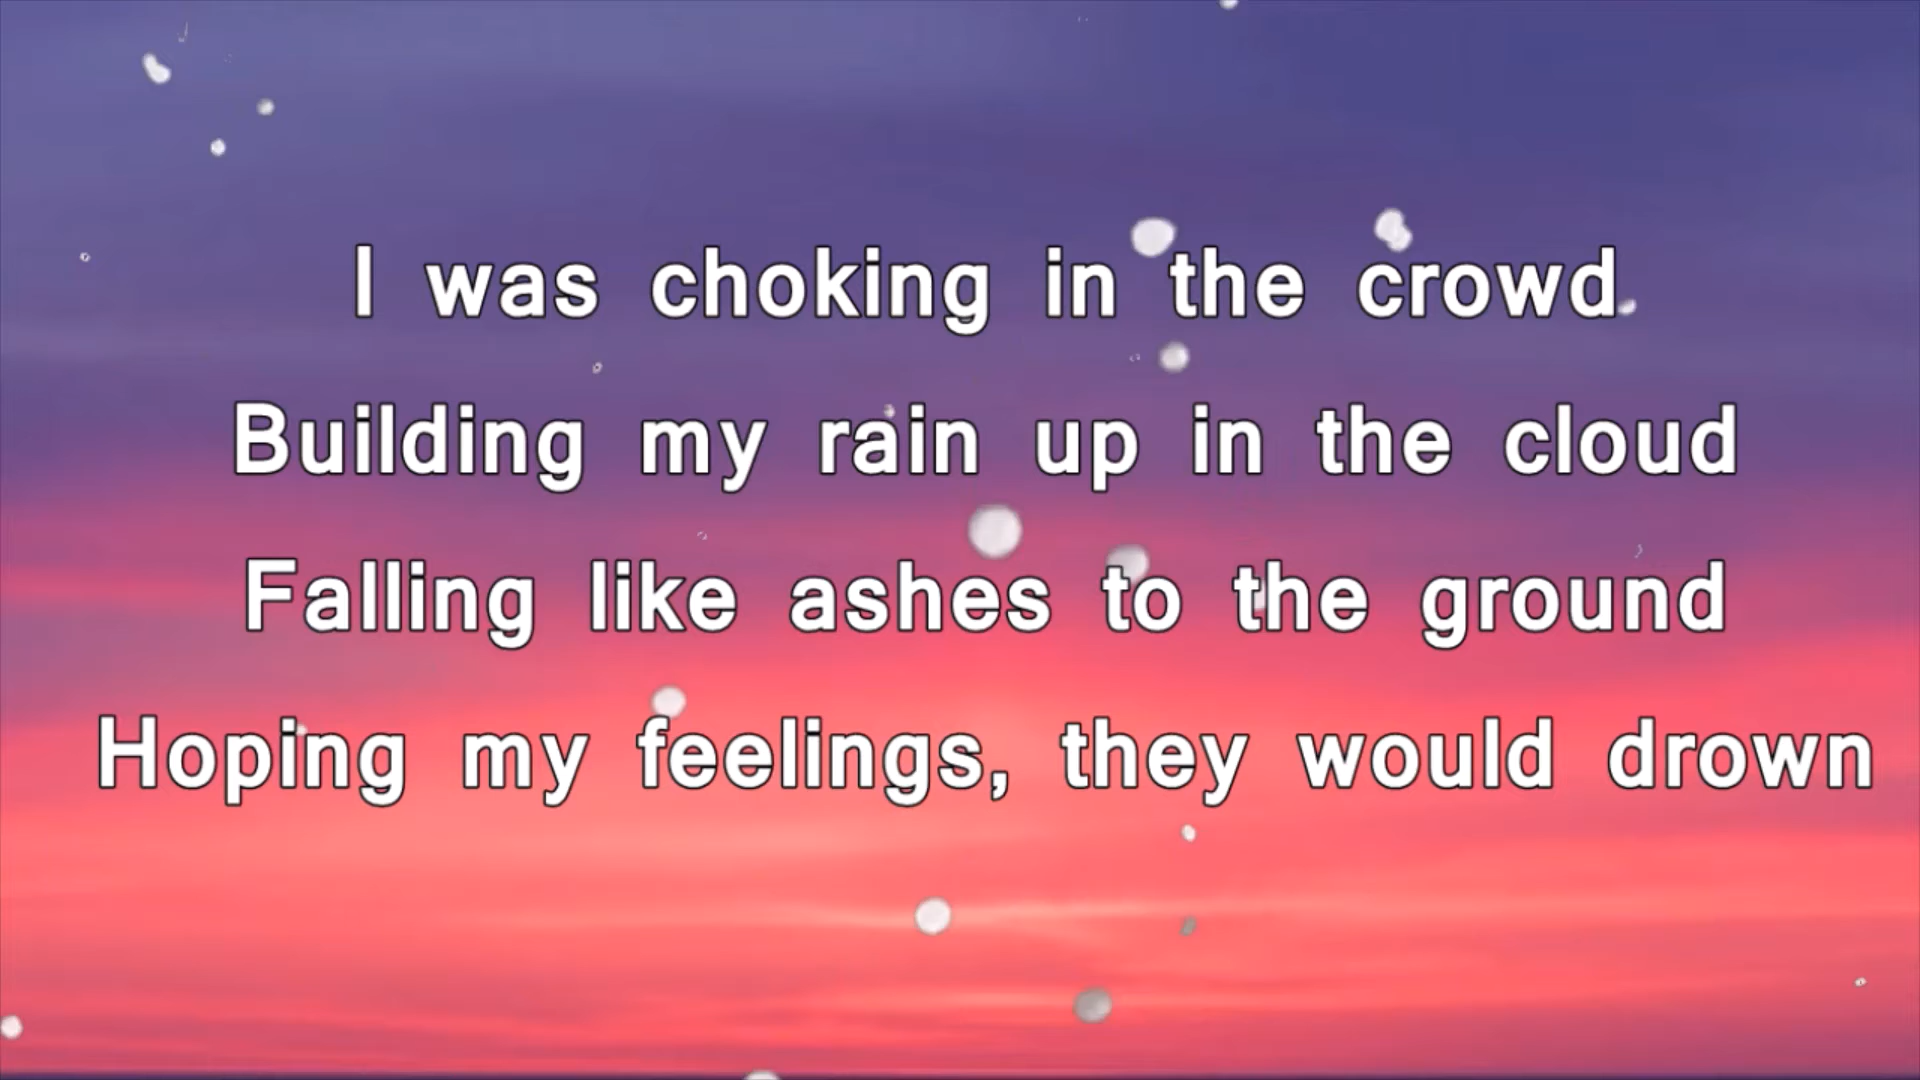 I was choking in the crowd
Building my rain up in the cloud
Falling like ashes to the ground
Hoping my feelings, they would drown